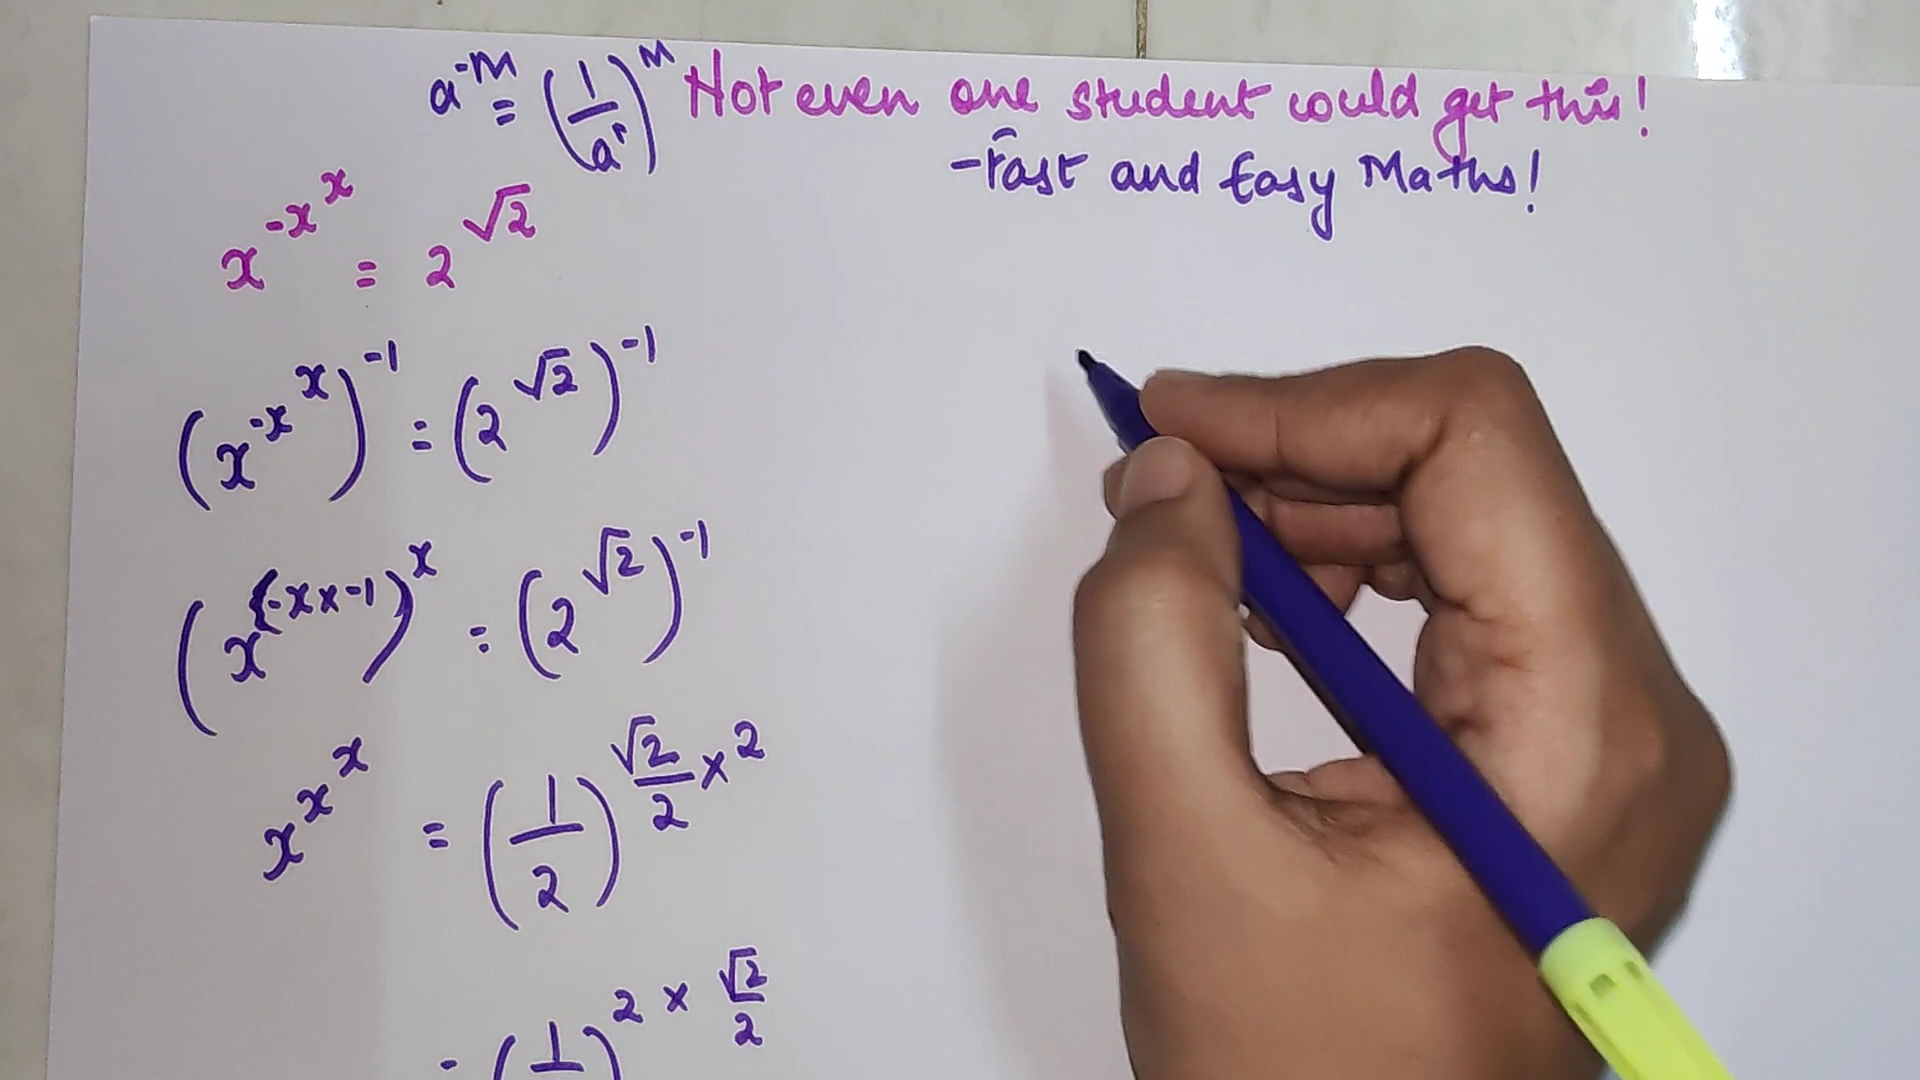 a^-M = (1/a)^M Not even one student could get this!
-Fast and Easy Maths!
x^-x^x = 2^√2
(x^-x^x)^-1 = (2^√2)^-1
(x^(-x×-1))^x = (2^√2)^-1
x^x^x = (1/2)^√2/2×2
= (1)^2×√2/2